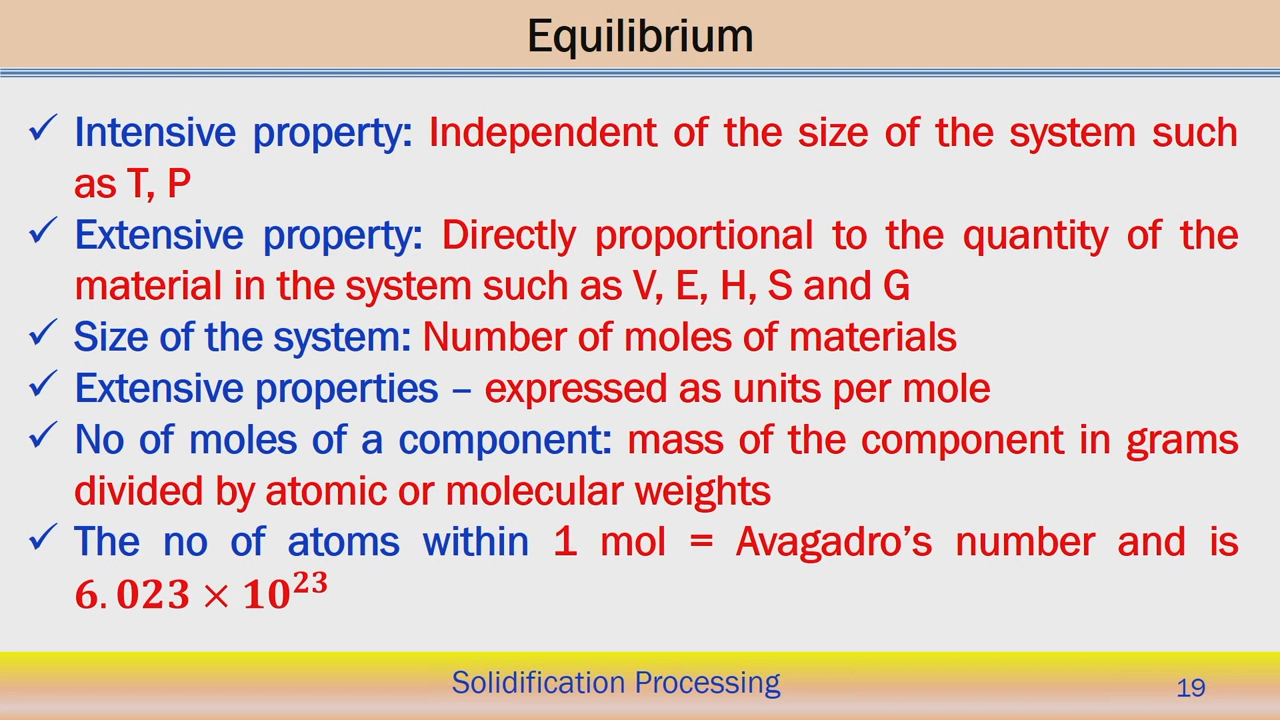 Equilibrium
✓ Intensive property: Independent of the size of the system such
as T, P
✓ Extensive property: Directly proportional to the quantity of the
material in the system such as V, E, H, S and G
✓ Size of the system: Number of moles of materials
✓ Extensive properties – expressed as units per mole
✓ No of moles of a component: mass of the component in grams
divided by atomic or molecular weights
✓ The no of atoms within 1 mol = Avagadro’s number and is
6.023 × 10²³
Solidification Processing
19